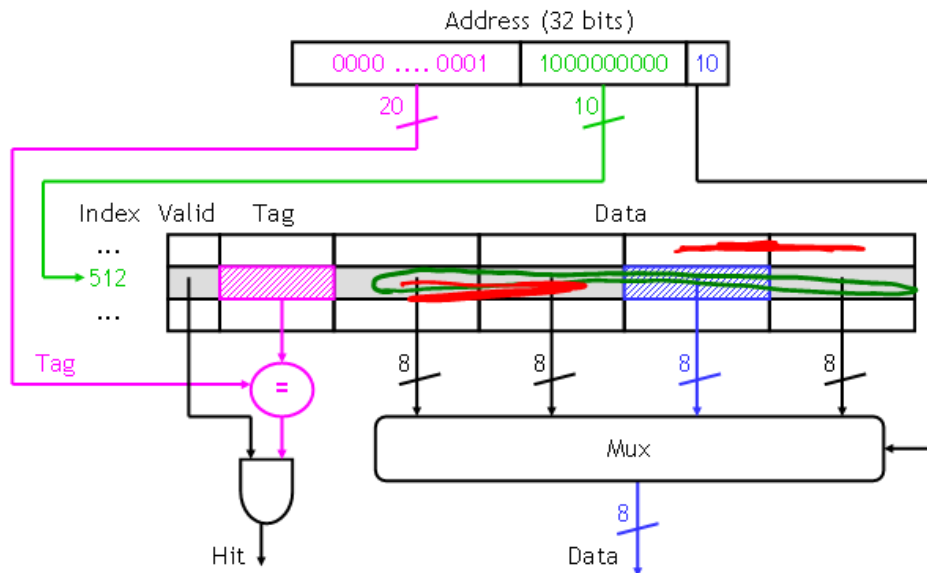 Address (32 bits)
0000 .... 0001 1000000000 10
20 10
Index Valid Tag Data
...
512
...
Tag = 8 8 8 8
Mux
8
Hit Data